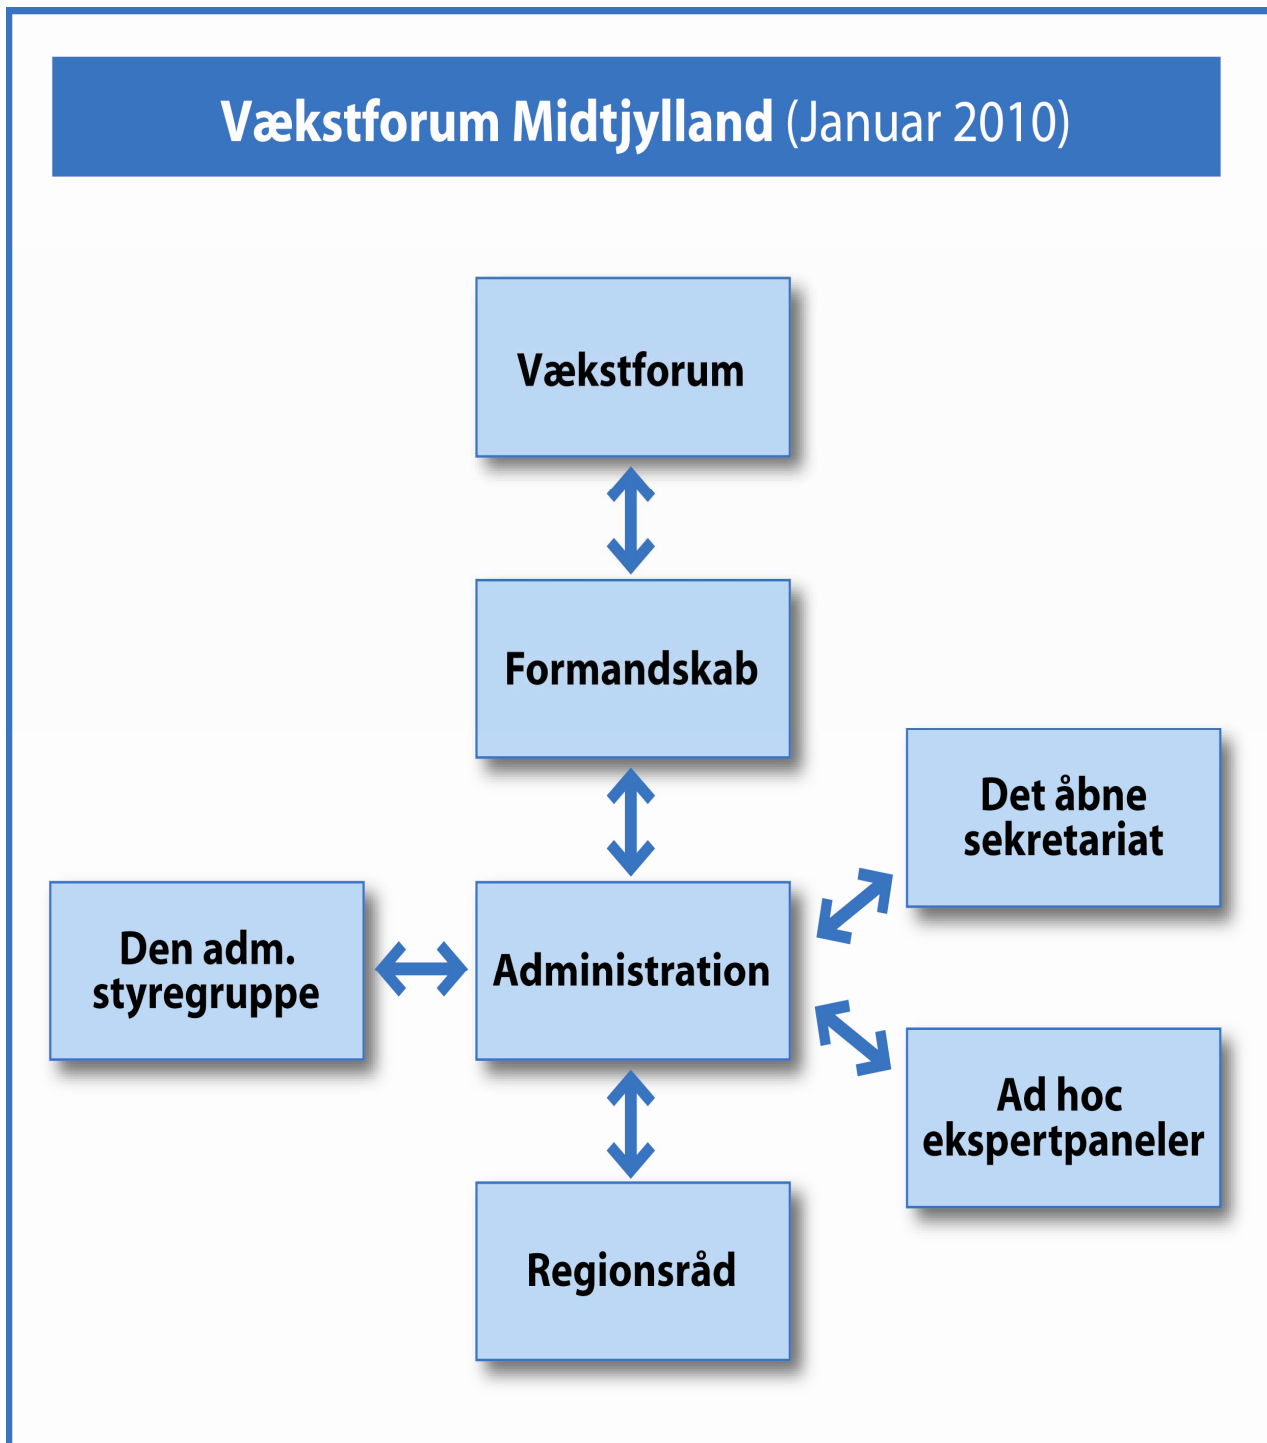 Vækstforum Midtjylland (Januar 2010)
Vækstforum
Formandskab
Det åbne
sekretariat
Den adm.
styregruppe
Administration
Ad hoc
ekspertpaneler
Regionsråd